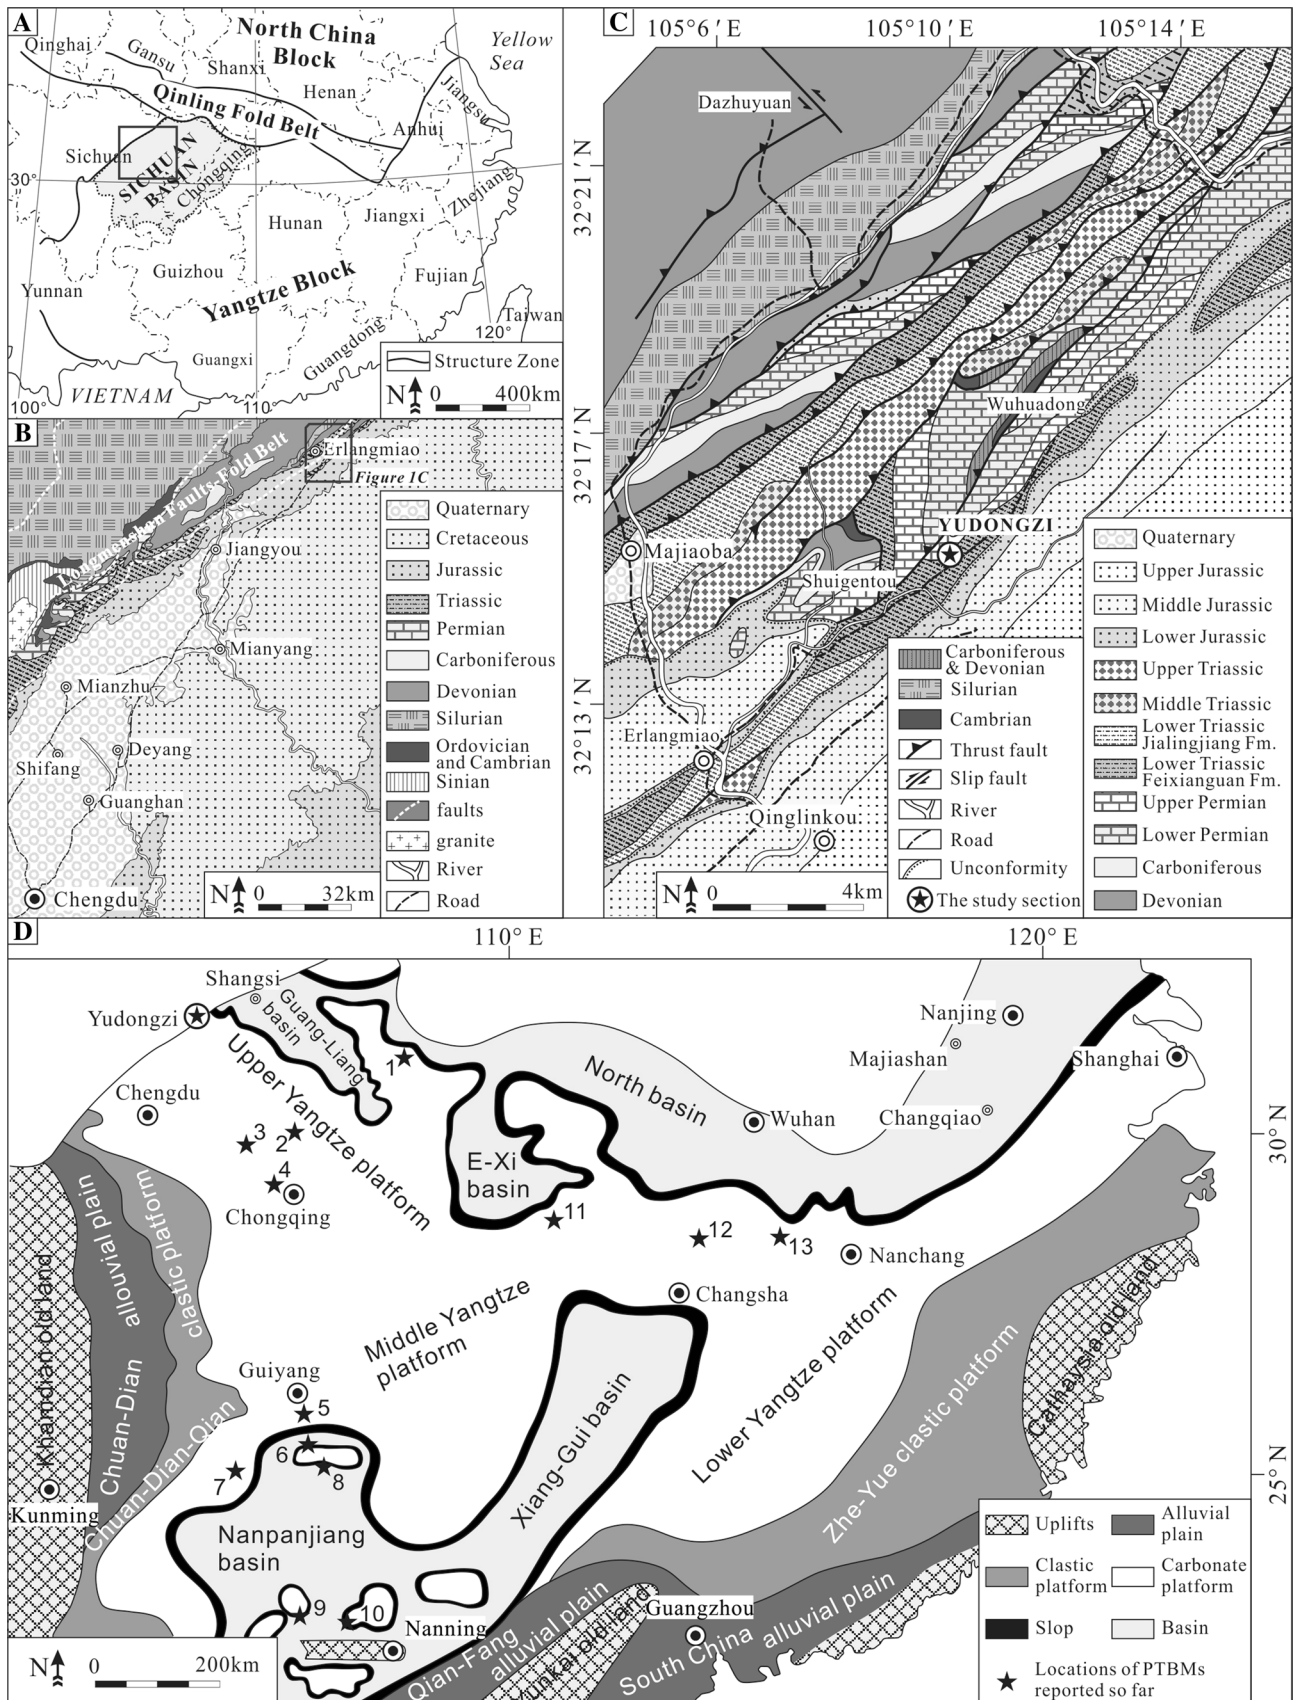 A
North China
Block
Yellow
Sea
Qinghai
Gansu
Shanxi
Henan
Jiangsu
Qinling Fold Belt
Anhui
Sichuan
SICHUAN
BASIN
Chongqing
30°
Zhejiang
Hunan
Jiangxi
Guizhou
Fujian
Yangtze Block
Yunnan
Taiwan
120°
Guangxi
Guangdong
Structure Zone
VIETNAM
100°
110°
N
0
400km
B
Erlangmiao
Figure 1C
Longmenshan Faults-Fold Belt
Jiangyou
Mianyang
Mianzhu
Deyang
Shifang
Guanghan
Chengdu
N
0
32km
Quaternary
Cretaceous
Jurassic
Triassic
Permian
Carboniferous
Devonian
Silurian
Ordovician
and Cambrian
Sinian
faults
granite
River
Road
C
105°6′E
105°10′E
105°14′E
32°21′N
32°17′N
32°13′N
Dazhuyuan
Wuhuadong
YUDONGZI
Majiaoba
Shuigentou
Erlangmiao
Qinglinkou
N
0
4km
Carboniferous
& Devonian
Silurian
Cambrian
Thrust fault
Slip fault
River
Road
Unconformity
The study section
Quaternary
Upper Jurassic
Middle Jurassic
Lower Jurassic
Upper Triassic
Middle Triassic
Lower Triassic
Jialingjiang Fm.
Lower Triassic
Feixianguan Fm.
Upper Permian
Lower Permian
Carboniferous
Devonian
D
110°E
120°E
30°N
25°N
Shangsi
Yudongzi
Guang-Liang
basin
1
Upper Yangtze platform
North basin
Nanjing
Majiashan
Shanghai
Changqiao
Chengdu
Wuhan
3
2
4
Chongqing
E-Xi
basin
11
12
13
Nanchang
Changsha
Khamdian old land
Chuan-Dian
allouvial plain
Chuan-Dian-Qian
clastic platform
Middle Yangtze
platform
Lower Yangtze platform
Zhe-Yue clastic platform
Cathaysia old land
Guiyang
5
6
7
8
Xiang-Gui basin
Kunming
Nanpanjiang
basin
9
10
Nanning
Guangzhou
Qian-Fang
alluvial plain
Yunkai old land
South China
alluvial plain
N
0
200km
Uplifts
Alluvial
plain
Clastic
platform
Carbonate
platform
Slop
Basin
Locations of PTBMs
reported so far